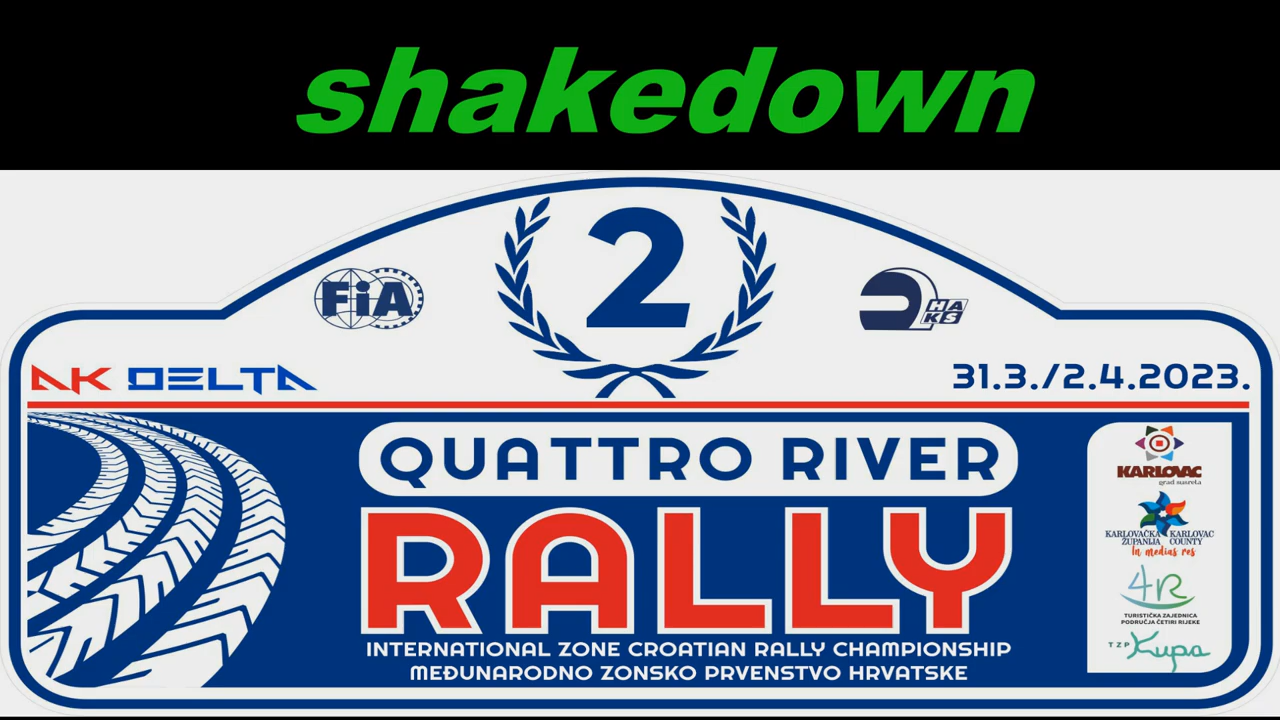 shakedown
2
FiA
HA
KS
AK DELTA
31.3./2.4.2023.
QUATTRO RIVER
RALLY
INTERNATIONAL ZONE CROATIAN RALLY CHAMPIONSHIP
MEĐUNARODNO ZONSKO PRVENSTVO HRVATSKE
KARLOVAC
grad susreta
KARLOVAČKA KARLOVAC
ŽUPANIJA COUNTY
In medias res
4R
TURISTIČKA ZAJEDNICA
PODRUČJA ČETIRI RIJEKE
TZP Kupa